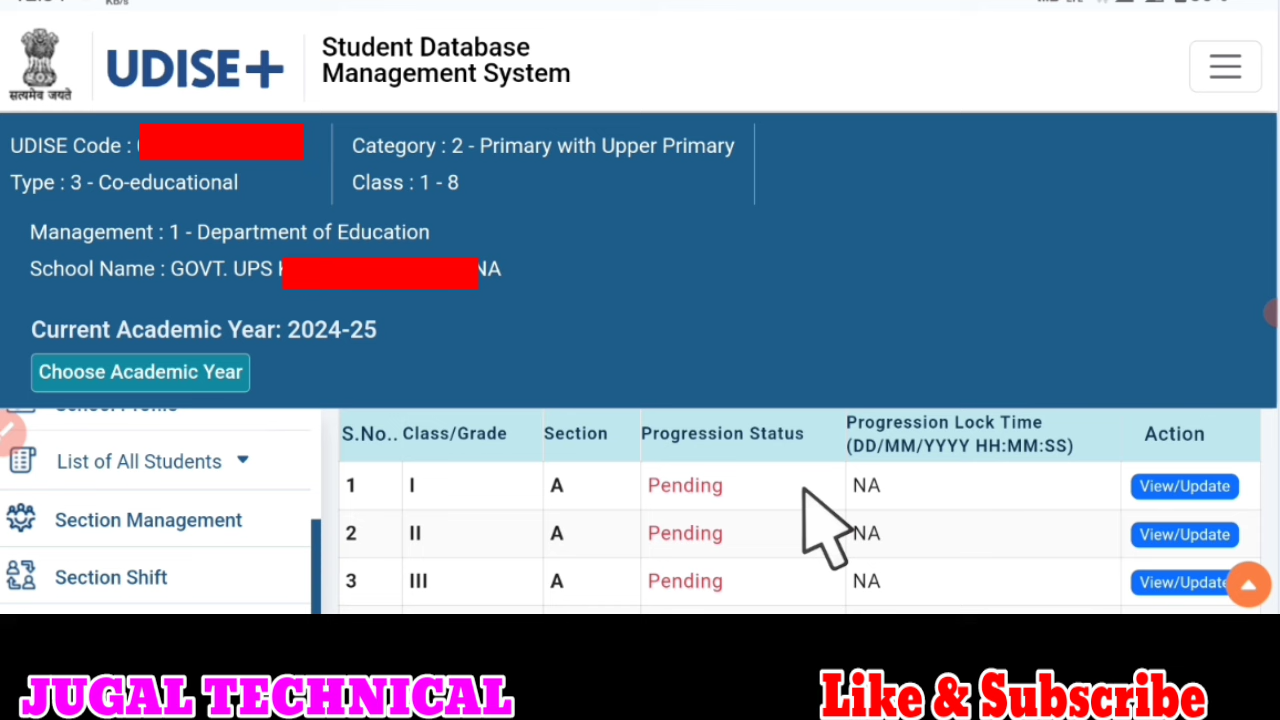 KB/s
सत्यमेव जयते
UDISE+
Student Database
Management System
UDISE Code :
Category : 2 - Primary with Upper Primary
Type : 3 - Co-educational
Class : 1 - 8
Management : 1 - Department of Education
School Name : GOVT. UPS NA
Current Academic Year: 2024-25
Choose Academic Year
List of All Students
Section Management
Section Shift
S.No.. Class/Grade Section Progression Status Progression Lock Time Action
(DD/MM/YYYY HH:MM:SS)
1 I A Pending NA View/Update
2 II A Pending NA View/Update
3 III A Pending NA View/Update
JUGAL TECHNICAL
Like & Subscribe